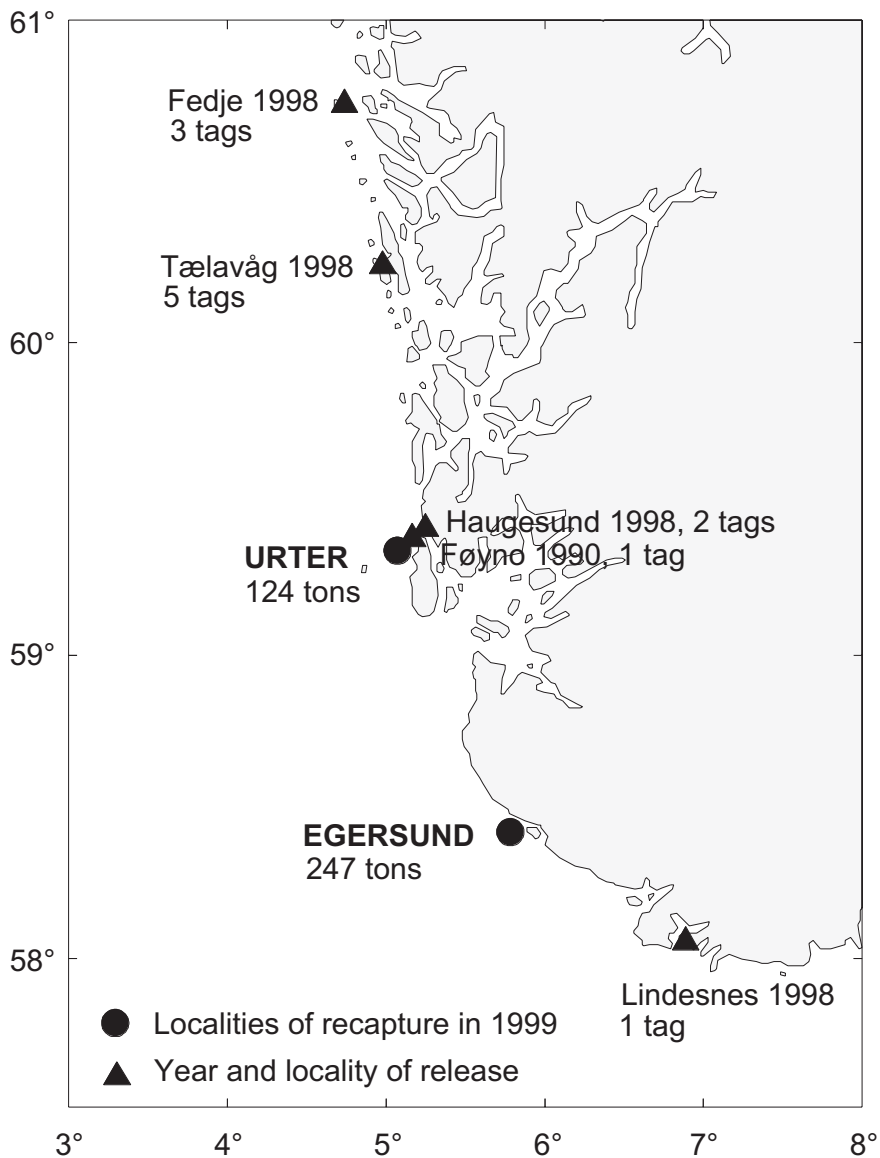 61°
Fedje 1998
3 tags
Tælavåg 1998
5 tags
60°
Haugesund 1998, 2 tags
Føyno 1990, 1 tag
URTER
124 tons
59°
EGERSUND
247 tons
58°
Lindesnes 1998
1 tag
Localities of recapture in 1999
Year and locality of release
3° 4° 5° 6° 7° 8°